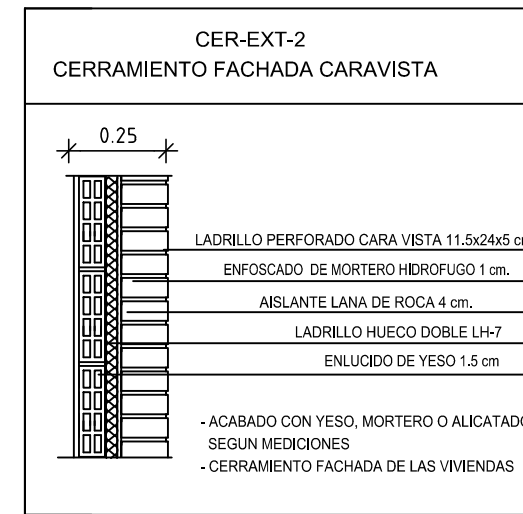 CER-EXT-2
CERRAMIENTO FACHADA CARAVISTA
0.25
LADRILLO PERFORADO CARA VISTA 11.5x24x5 cm
ENFOSCADO DE MORTERO HIDROFUGO 1 cm.
AISLANTE LANA DE ROCA 4 cm.
LADRILLO HUECO DOBLE LH-7
ENLUCIDO DE YESO 1.5 cm
- ACABADO CON YESO, MORTERO O ALICATADO
SEGUN MEDICIONES
- CERRAMIENTO FACHADA DE LAS VIVIENDAS